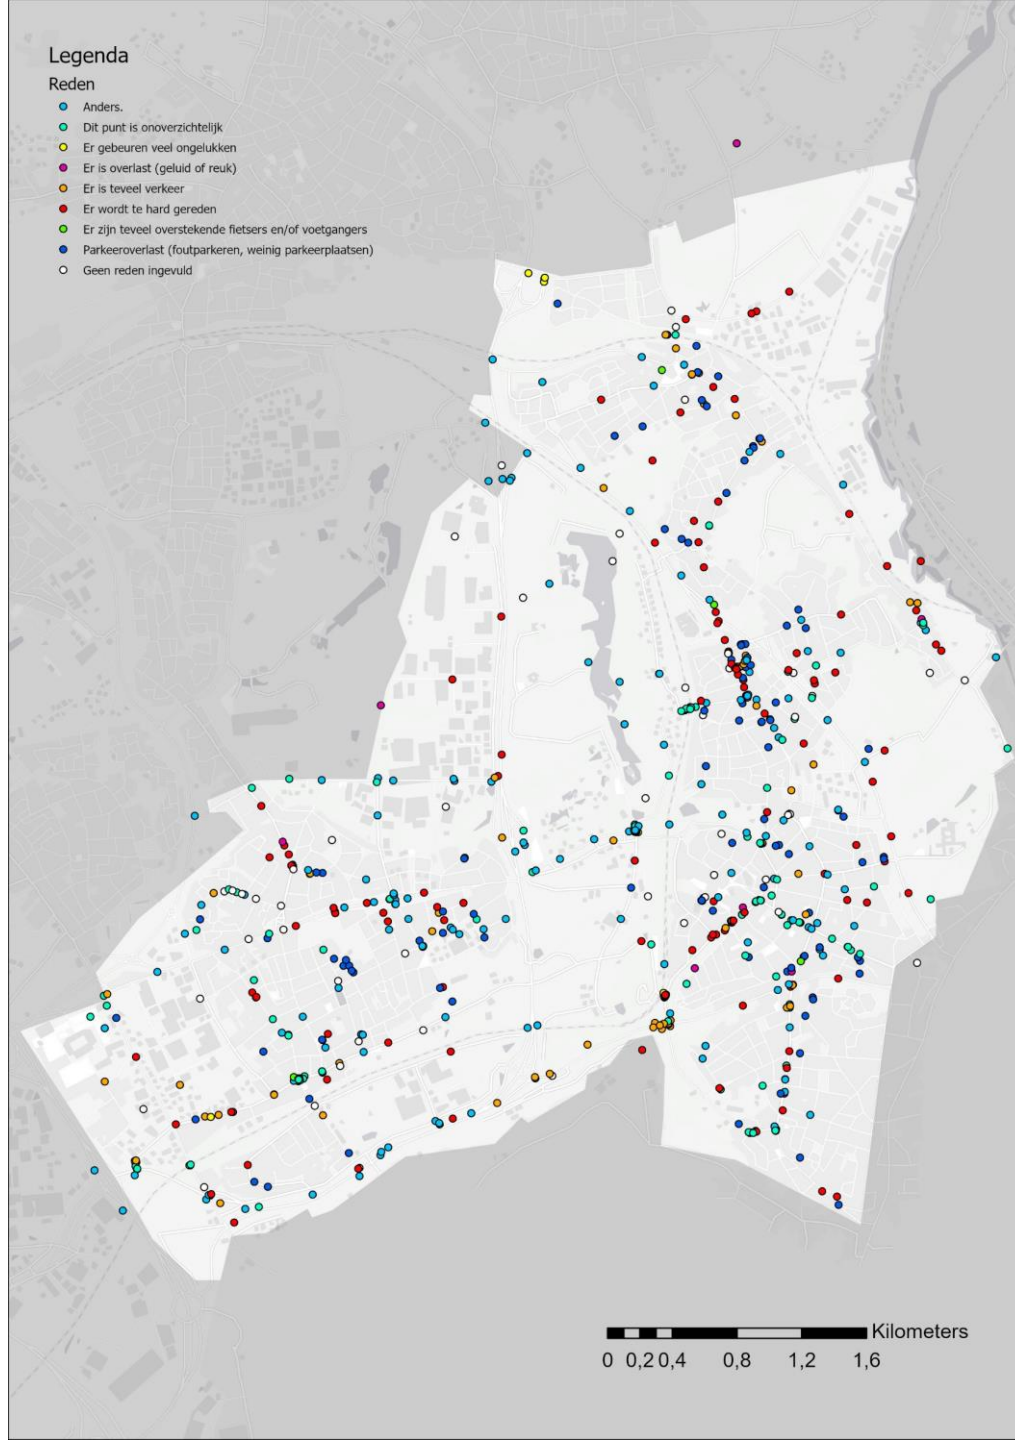 Legenda
Reden
Anders.
Dit punt is onoverzichtelijk
Er gebeuren veel ongelukken
Er is overlast (geluid of reuk)
Er is teveel verkeer
Er wordt te hard gereden
Er zijn teveel overstekende fietsers en/of voetgangers
Parkeeroverlast (foutparkeren, weinig parkeerplaatsen)
Geen reden ingevuld
Kilometers
0 0,2 0,4 0,8 1,2 1,6